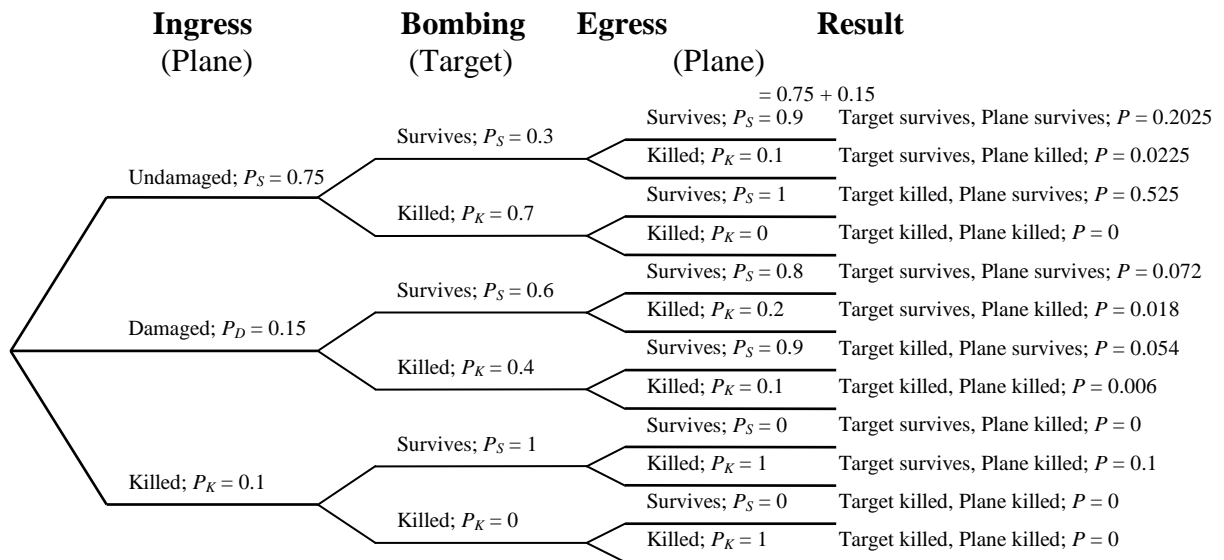 Ingress Bombing Egress Result
(Plane) (Target) (Plane)
= 0.75 + 0.15
Survives; P_S = 0.9 Target survives, Plane survives; P = 0.2025
Survives; P_S = 0.3
Killed; P_K = 0.1 Target survives, Plane killed; P = 0.0225
Undamaged; P_S = 0.75
Survives; P_S = 1 Target killed, Plane survives; P = 0.525
Killed; P_K = 0.7
Killed; P_K = 0 Target killed, Plane killed; P = 0
Survives; P_S = 0.8 Target survives, Plane survives; P = 0.072
Survives; P_S = 0.6
Killed; P_K = 0.2 Target survives, Plane killed; P = 0.018
Damaged; P_D = 0.15
Survives; P_S = 0.9 Target killed, Plane survives; P = 0.054
Killed; P_K = 0.4
Killed; P_K = 0.1 Target killed, Plane killed; P = 0.006
Survives; P_S = 0 Target survives, Plane killed; P = 0
Survives; P_S = 1
Killed; P_K = 1 Target survives, Plane killed; P = 0.1
Killed; P_K = 0.1
Survives; P_S = 0 Target killed, Plane killed; P = 0
Killed; P_K = 0
Killed; P_K = 1 Target killed, Plane killed; P = 0